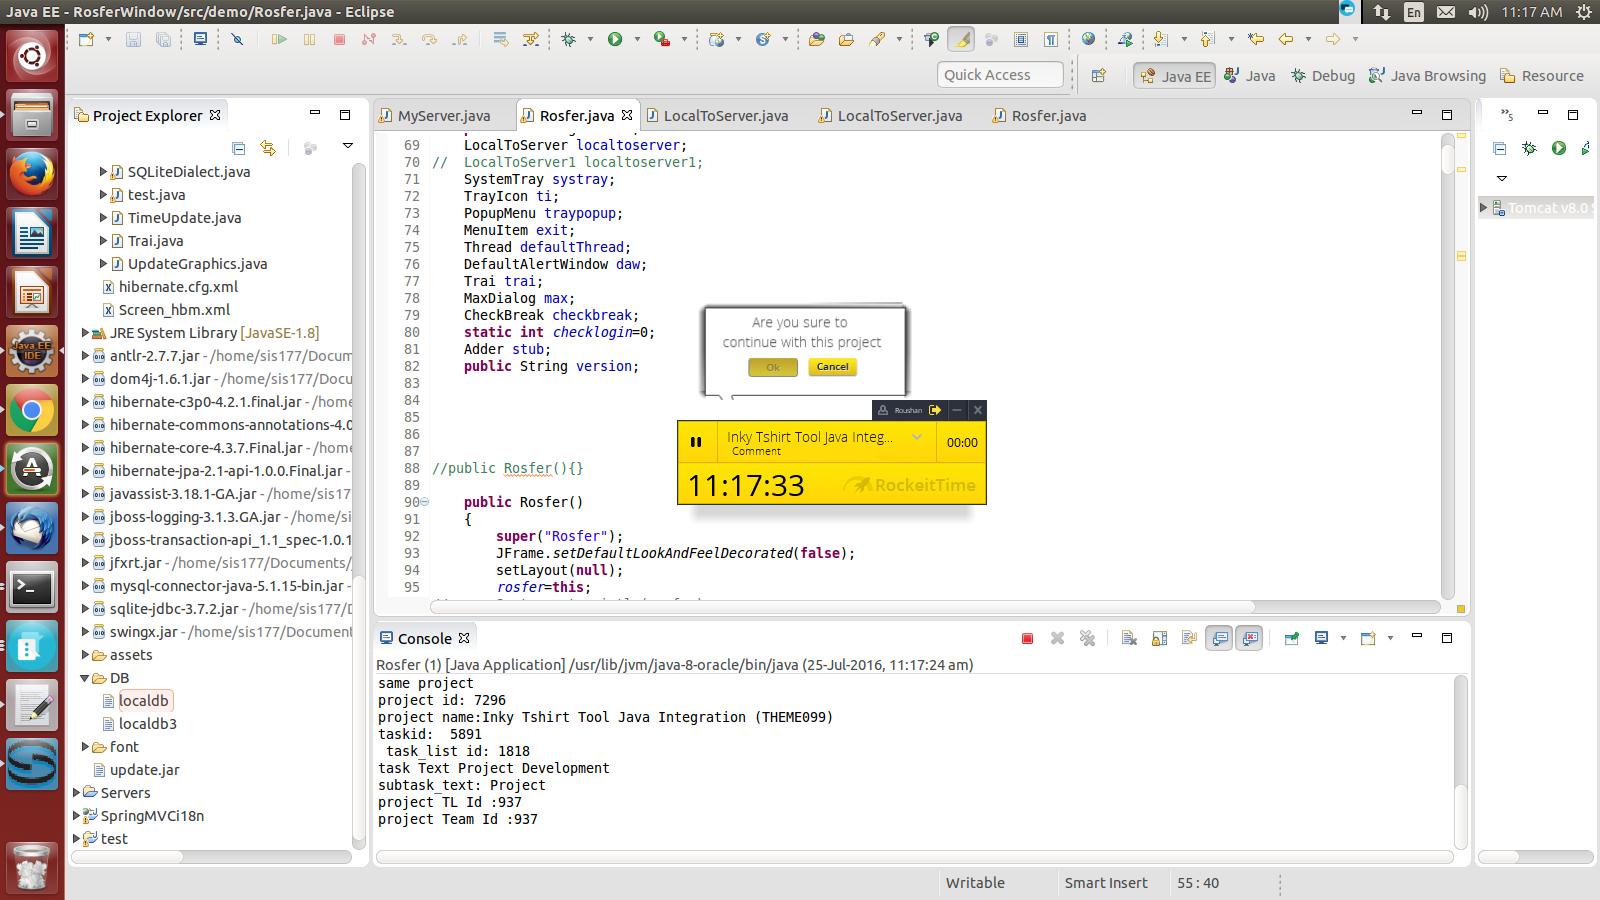 Java EE - RosferWindow/src/demo/Rosfer.java - Eclipse
En
11:17 AM
Quick Access
Java EE
Java
Debug
Java Browsing
Resource
Project Explorer
SQLiteDialect.java
test.java
TimeUpdate.java
Trai.java
UpdateGraphics.java
hibernate.cfg.xml
Screen_hbm.xml
JRE System Library [JavaSE-1.8]
antlr-2.7.7.jar - /home/sis177/Docum
dom4j-1.6.1.jar - /home/sis177/Docum
hibernate-c3p0-4.2.1.final.jar - /home
hibernate-commons-annotations-4.0
hibernate-core-4.3.7.Final.jar - /home
hibernate-jpa-2.1-api-1.0.0.Final.jar -
javassist-3.18.1-GA.jar - /home/sis17
jboss-logging-3.1.3.GA.jar - /home/si
jboss-transaction-api_1.1_spec-1.0.1
jfxrt.jar - /home/sis177/Documents/
mysql-connector-java-5.1.15-bin.jar -
sqlite-jdbc-3.7.2.jar - /home/sis177/D
swingx.jar - /home/sis177/Document
assets
DB
localdb
localdb3
font
update.jar
Servers
SpringMVCi18n
test
MyServer.java
Rosfer.java
LocalToServer.java
LocalToServer.java
Rosfer.java
69 LocalToServer localtoserver;
70 // LocalToServer1 localtoserver1;
71 SystemTray systray;
72 TrayIcon ti;
73 PopupMenu traypopup;
74 MenuItem exit;
75 Thread defaultThread;
76 DefaultAlertWindow daw;
77 Trai trai;
78 MaxDialog max;
79 CheckBreak checkbreak;
80 static int checklogin=0;
81 Adder stub;
82 public String version;
83
84
85
86
87
88 //public Rosfer(){}
89
90 public Rosfer()
91 {
92 super("Rosfer");
93 JFrame.setDefaultLookAndFeelDecorated(false);
94 setLayout(null);
95 rosfer=this;
Are you sure to
continue with this project
Ok
Cancel
Roushan
Inky Tshirt Tool Java Integ...
Comment
00:00
11:17:33
RockeitTime
Tomcat v8.0 S
Console
Rosfer (1) [Java Application] /usr/lib/jvm/java-8-oracle/bin/java (25-Jul-2016, 11:17:24 am)
same project
project id: 7296
project name:Inky Tshirt Tool Java Integration (THEME099)
taskid: 5891
task_list id: 1818
task Text Project Development
subtask_text: Project
project TL Id :937
project Team Id :937
Writable
Smart Insert
55 : 40